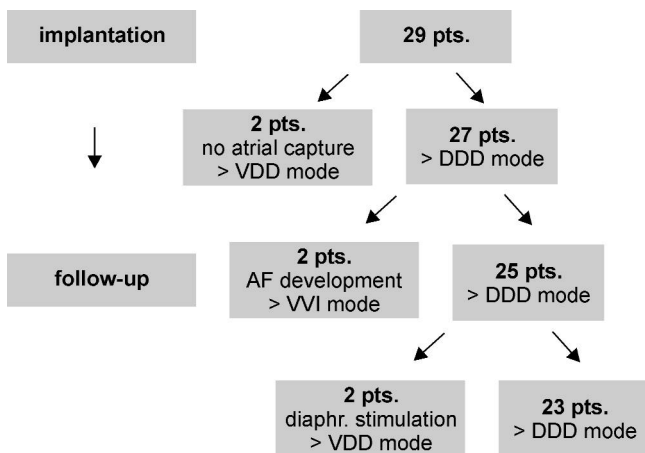 implantation
29 pts.
2 pts.
no atrial capture
> VDD mode
27 pts.
> DDD mode
follow-up
2 pts.
AF development
> VVI mode
25 pts.
> DDD mode
2 pts.
diaphr. stimulation
> VDD mode
23 pts.
> DDD mode